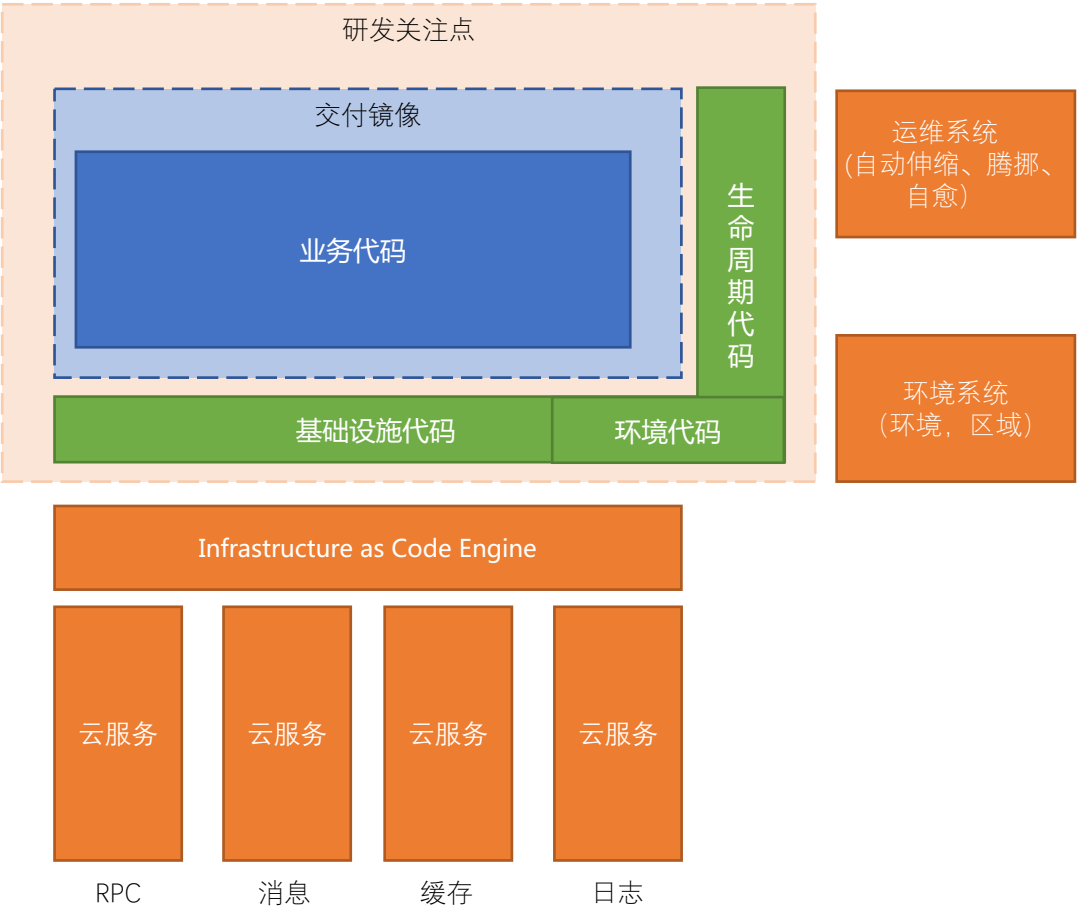 研发关注点
交付镜像
业务代码
生
命
周
期
代
码
基础设施代码
环境代码
运维系统
(自动伸缩、腾挪、
自愈）
环境系统
（环境，区域）
Infrastructure as Code Engine
云服务
云服务
云服务
云服务
RPC
消息
缓存
日志